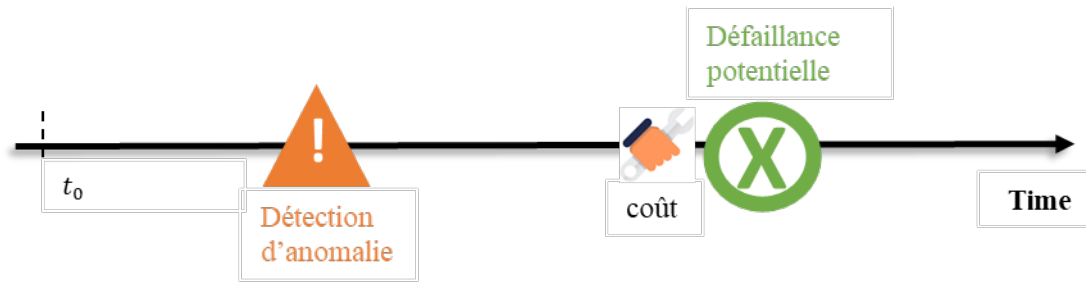 Défaillance
potentielle
!
X
t₀
Détection
d’anomalie
coût
Time